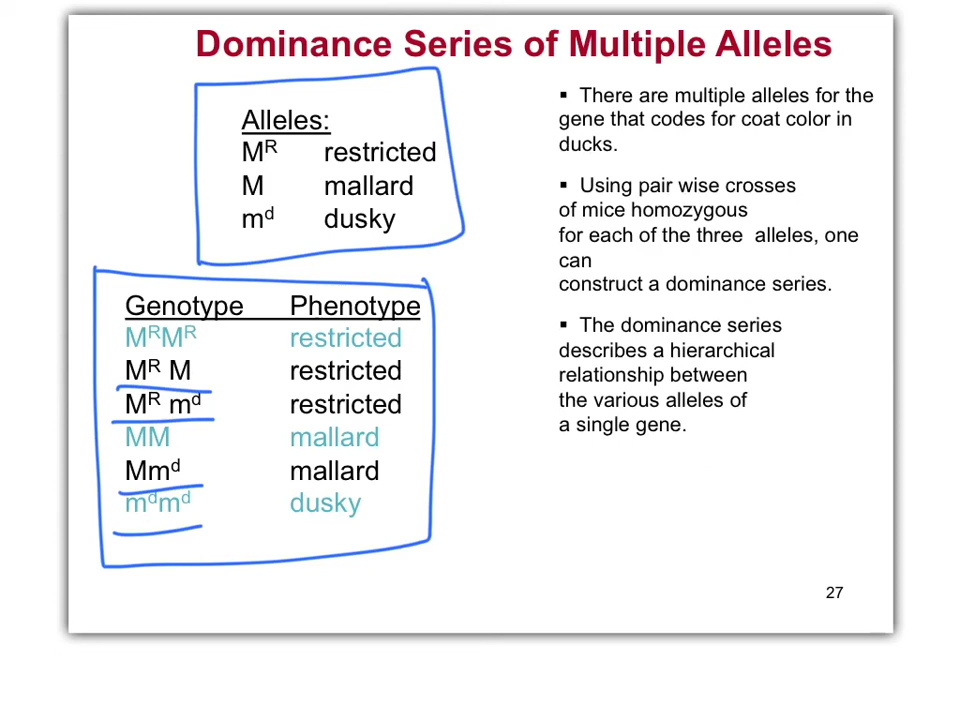 Dominance Series of Multiple Alleles
Alleles:
Mᴿ restricted
M mallard
mᵈ dusky
Genotype Phenotype
MᴿMᴿ restricted
Mᴿ M restricted
Mᴿ mᵈ restricted
MM mallard
Mmᵈ mallard
mᵈmᵈ dusky
▪ There are multiple alleles for the
gene that codes for coat color in
ducks.
▪ Using pair wise crosses
of mice homozygous
for each of the three alleles, one
can
construct a dominance series.
▪ The dominance series
describes a hierarchical
relationship between
the various alleles of
a single gene.
27